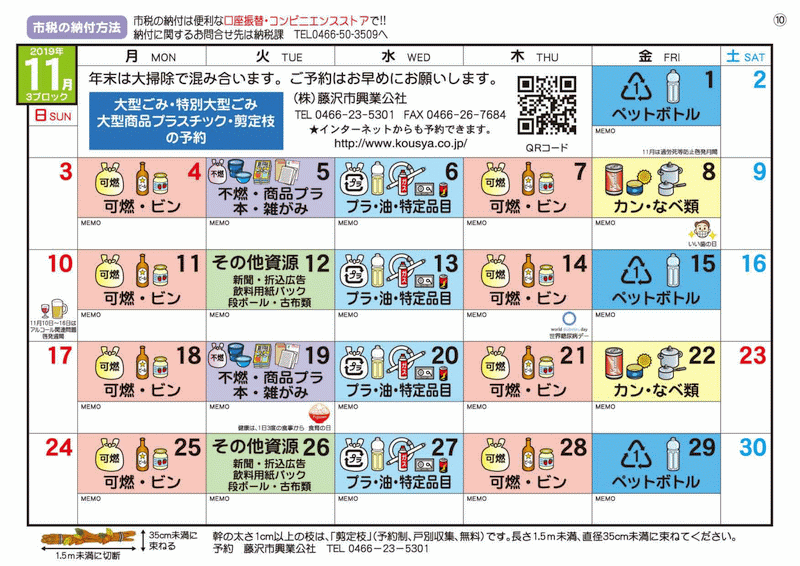 市税の納付方法
市税の納付は便利な口座振替・コンビニエンスストアで!!
納付に関するお問合せ先は納税課 TEL0466-50-3509へ
⑩
2019年
11月
3ブロック
日 SUN
月 MON
火 TUE
水 WED
木 THU
金 FRI
土 SAT
年末は大掃除で混み合います。ご予約はお早めにお願いします。
大型ごみ・特別大型ごみ
大型商品プラスチック・剪定枝
の予約
(株)藤沢市興業公社
TEL 0466-23-5301 FAX 0466-26-7684
★インターネットからも予約できます。
http://www.kousya.co.jp/
QRコード
1
1
ペットボトル
MEMO
11月は過労死等防止啓発月間
2
3
可燃
4
可燃・ビン
MEMO
不燃
5
不燃・商品プラ
本・雑がみ
MEMO
プラ
6
プラ・油・特定品目
MEMO
可燃
7
可燃・ビン
MEMO
8
カン・なべ類
MEMO
いい歯の日
9
10
11月10日~16日は
アルコール関連問題
啓発週間
可燃
11
可燃・ビン
MEMO
その他資源 12
新聞・折込広告
飲料用紙パック
段ボール・古布類
MEMO
プラ
13
プラ・油・特定品目
MEMO
可燃
14
可燃・ビン
MEMO
world diabetes day
世界糖尿病デー
1
15
ペットボトル
MEMO
16
17
可燃
18
可燃・ビン
MEMO
不燃
19
不燃・商品プラ
本・雑がみ
MEMO
健康は、1日3度の食事から 食育の日
プラ
20
プラ・油・特定品目
MEMO
可燃
21
可燃・ビン
MEMO
22
カン・なべ類
MEMO
23
24
可燃
25
可燃・ビン
MEMO
その他資源 26
新聞・折込広告
飲料用紙パック
段ボール・古布類
MEMO
プラ
27
プラ・油・特定品目
MEMO
可燃
28
可燃・ビン
MEMO
1
29
ペットボトル
MEMO
30
35cm未満に
束ねる
1.5m未満に切断
幹の太さ1cm以上の枝は、「剪定枝」(予約制、戸別収集、無料)です。長さ1.5m未満、直径35cm未満に束ねてください。
予約 藤沢市興業公社 TEL 0466-23-5301